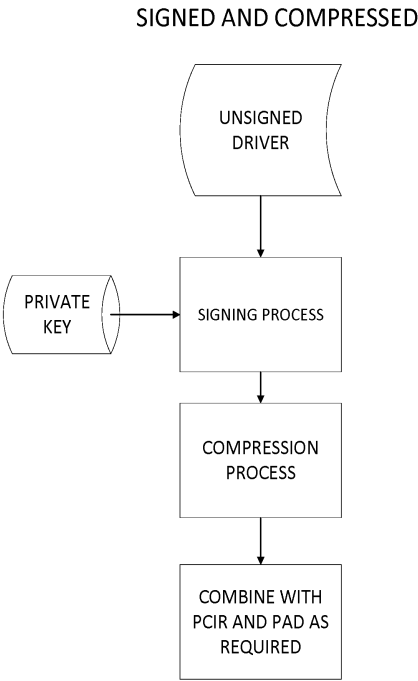 SIGNED AND COMPRESSED
UNSIGNED
DRIVER
PRIVATE
KEY
SIGNING PROCESS
COMPRESSION
PROCESS
COMBINE WITH
PCIR AND PAD AS
REQUIRED